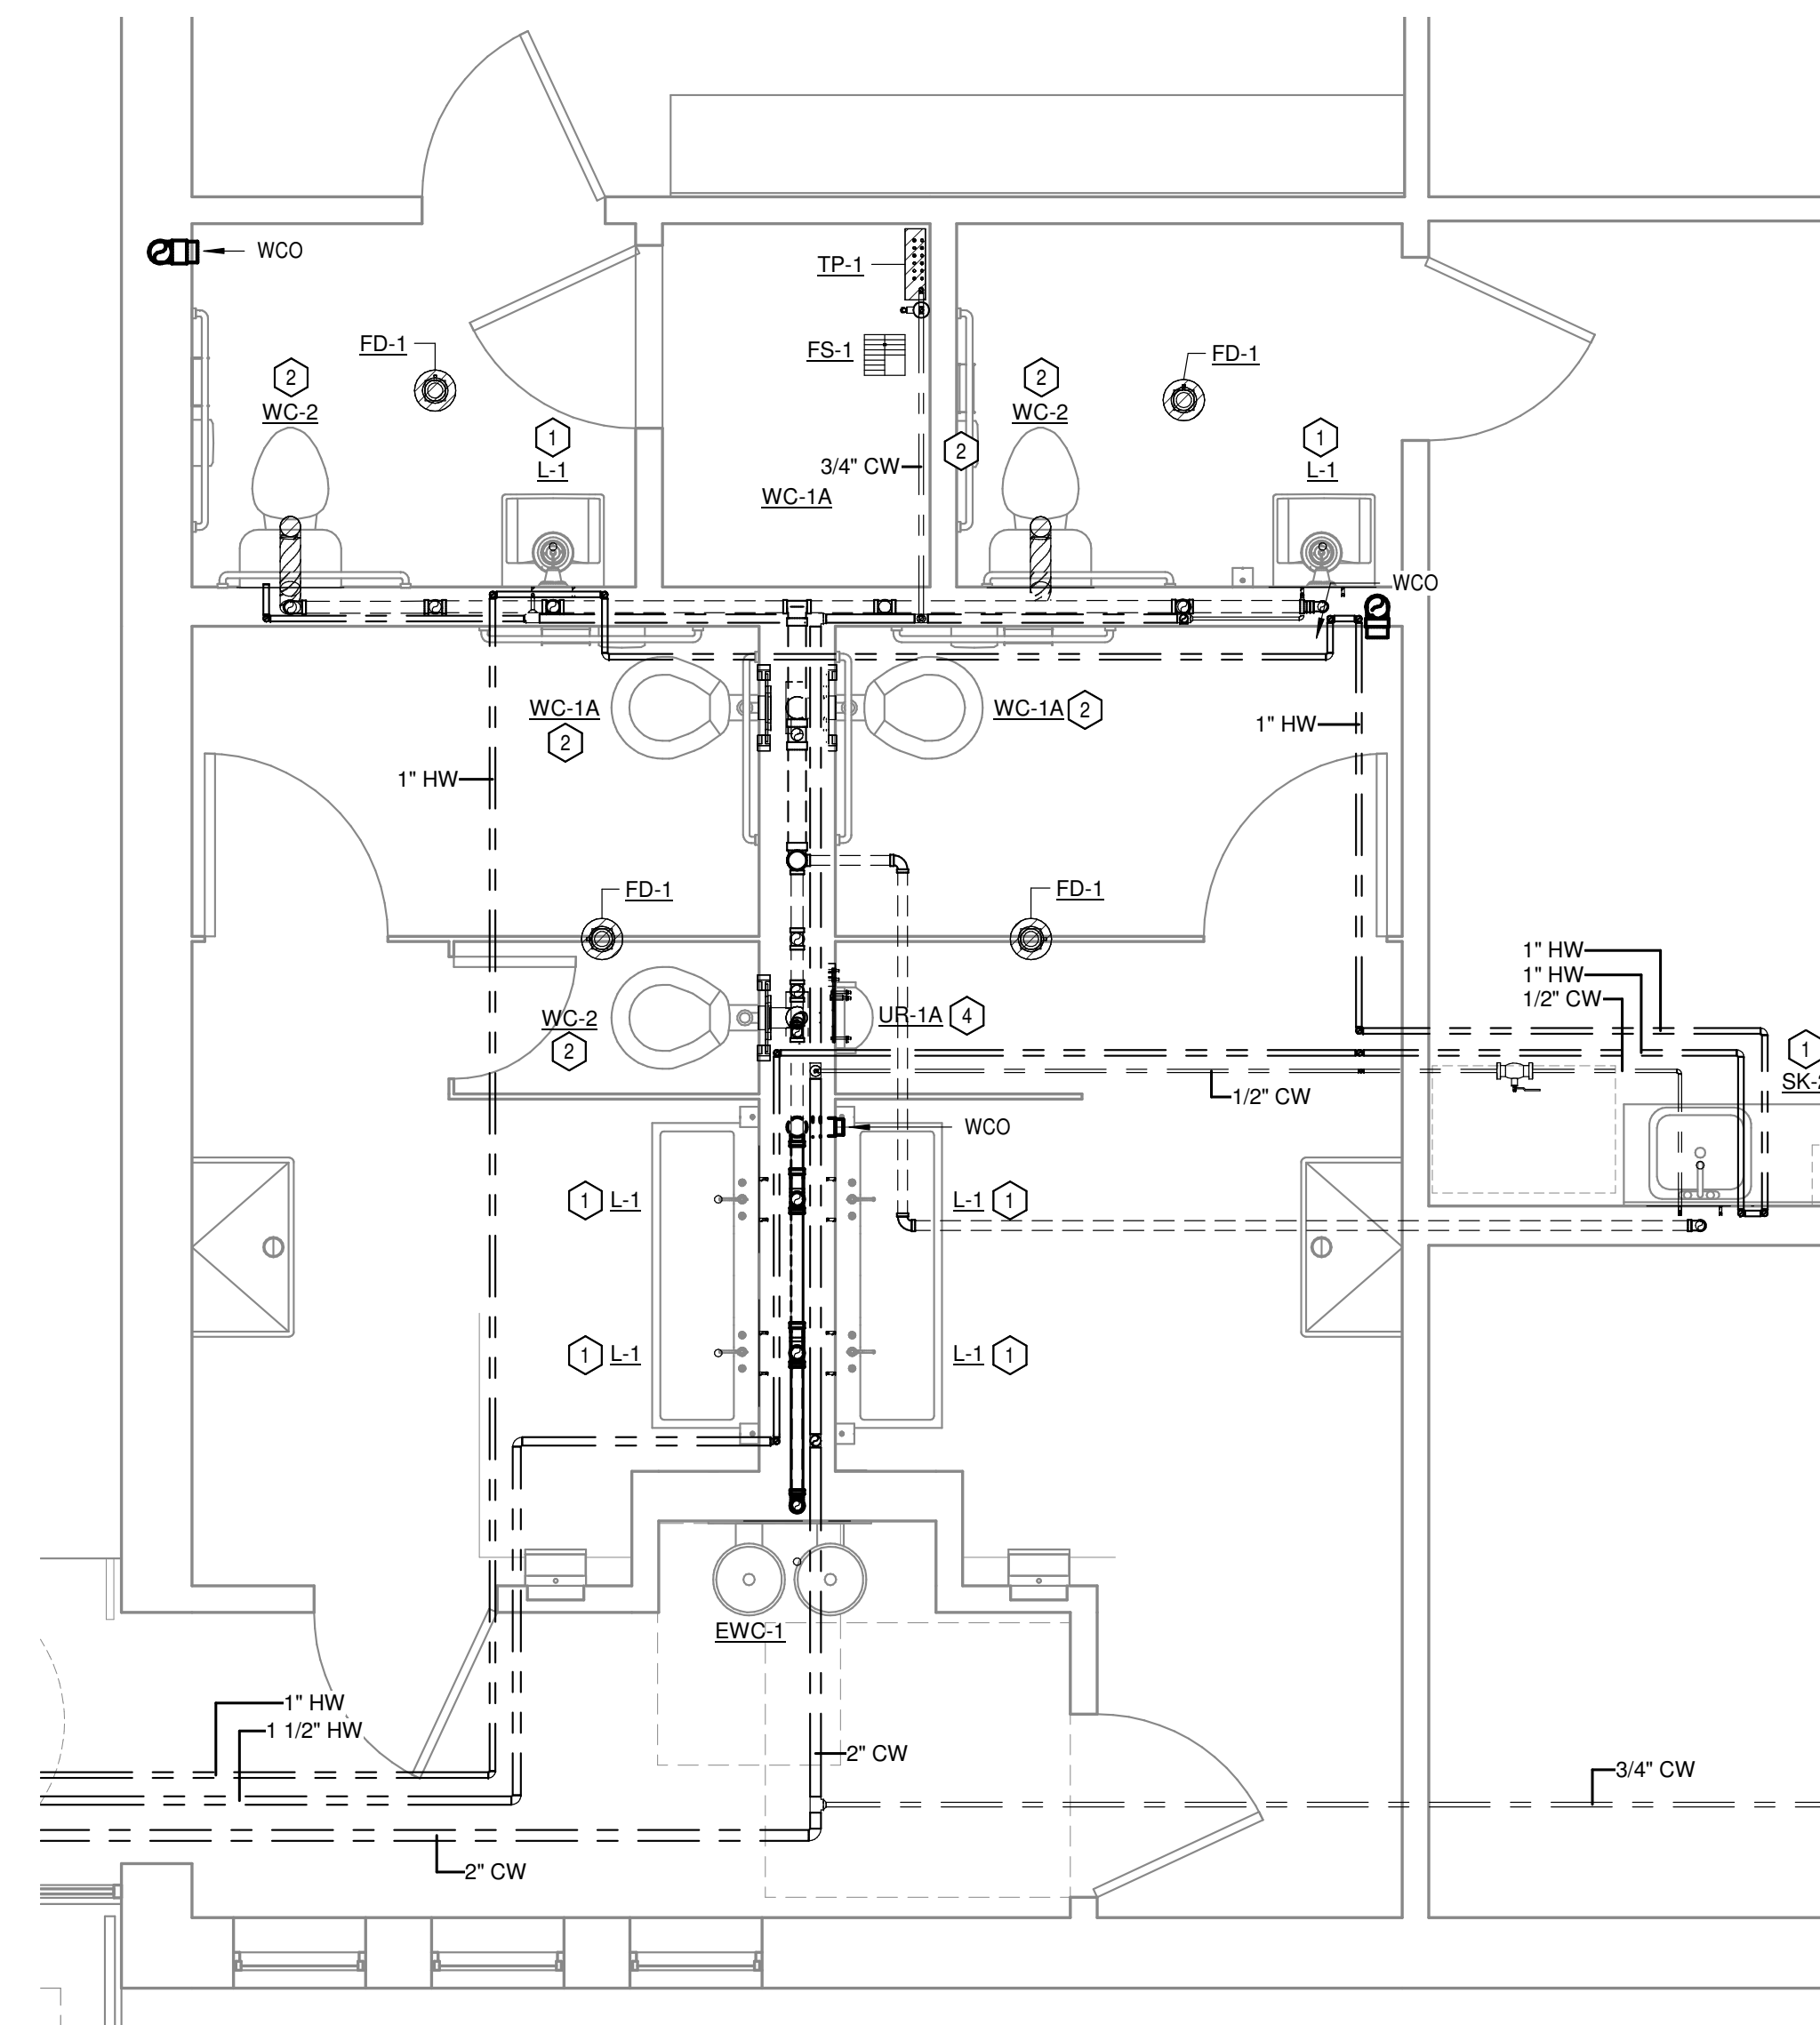 WCO
TP-1
FD-1
FS-1
FD-1
2
WC-2
2
WC-2
1
L-1
1
L-1
2
3/4" CW
WC-1A
WCO
WC-1A
2
WC-1A 2
1" HW
1" HW
FD-1
FD-1
1" HW
1" HW
1/2" CW
WC-2
2
UR-1A 4
1
1/2" CW
WCO
1 L-1
L-1 1
1 L-1
L-1 1
EWC-1
1" HW
1 1/2" HW
2" CW
3/4" CW
2" CW